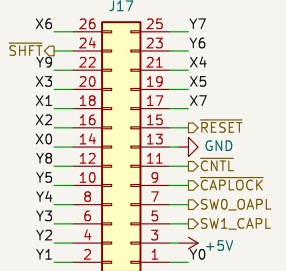 J17
X6 26 25 Y7
SHFT 24 23 Y6
Y9 22 21 X4
X3 20 19 X5
X1 18 17 X7
X2 16 15 RESET
X0 14 13 GND
Y8 12 11 CNTL
Y5 10 9 CAPLOCK
Y4 8 7 SW0_OAPL
Y3 6 5 SW1_CAPL
Y2 4 3 +5V
Y1 2 1 Y0